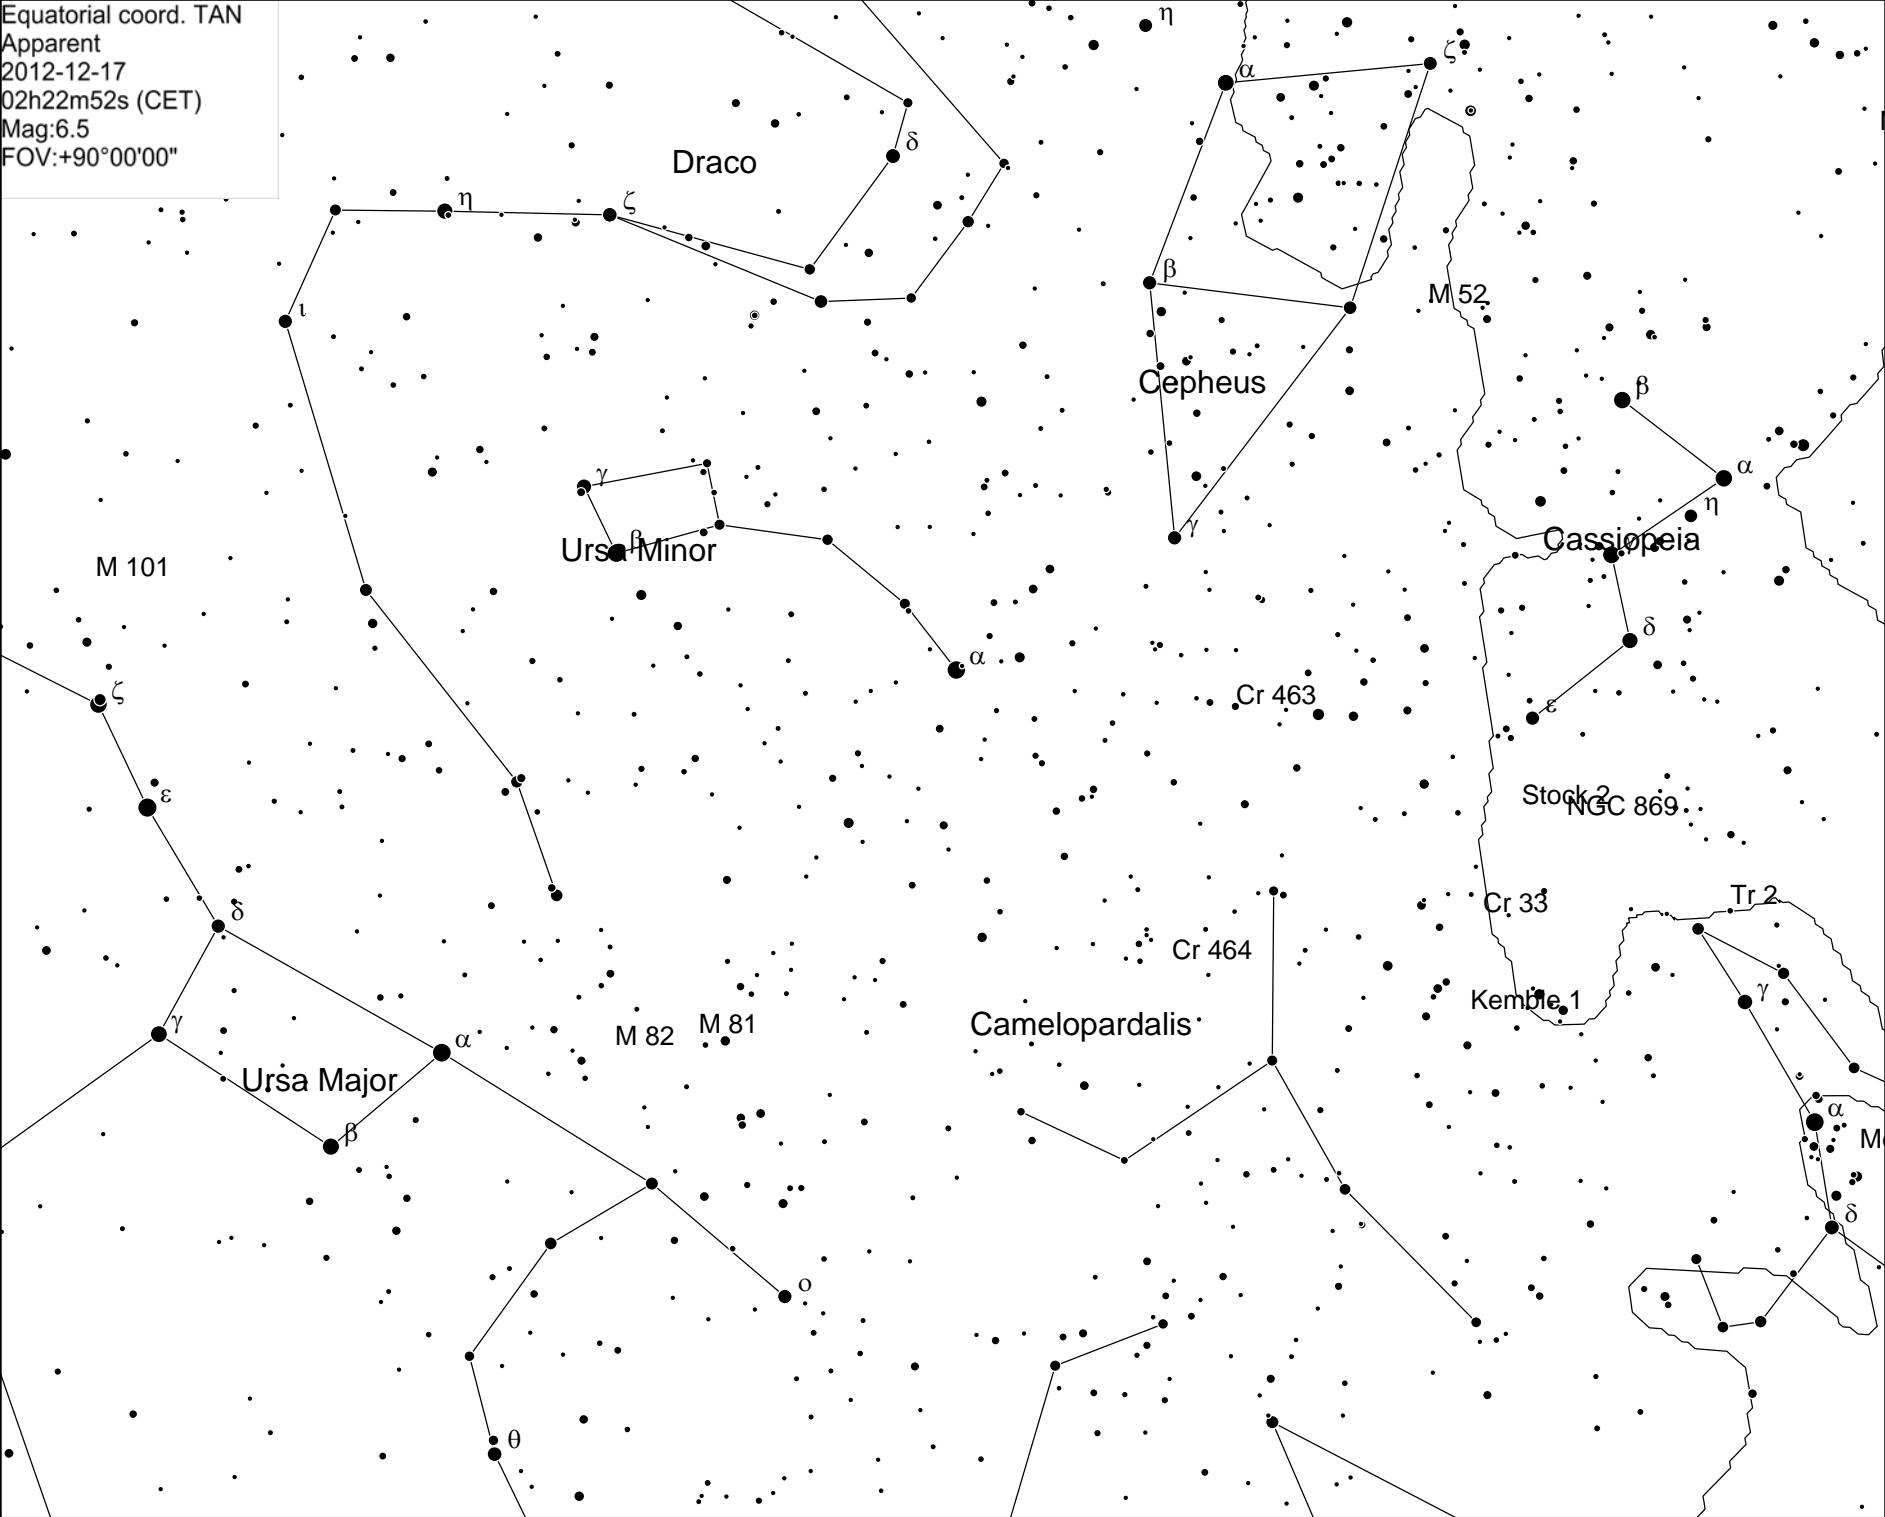 Equatorial coord. TAN
Apparent
2012-12-17
02h22m52s (CET)
Mag:6.5
FOV:+90°00'00"
η
α
ζ
δ
Draco
η
ζ
β
ι
M 52
Cepheus
β
α
γ
η
γ
Cassiopeia
γ
β
Ursa Minor
M 101
δ
α
ζ
Cr 463
ε
ε
Stock 2
NGC 869
Tr 2
Cr 33
δ
Cr 464
γ
Kemble 1
γ
M 81
Camelopardalis
M 82
α
Ursa Major
α
β
δ
ο
θ